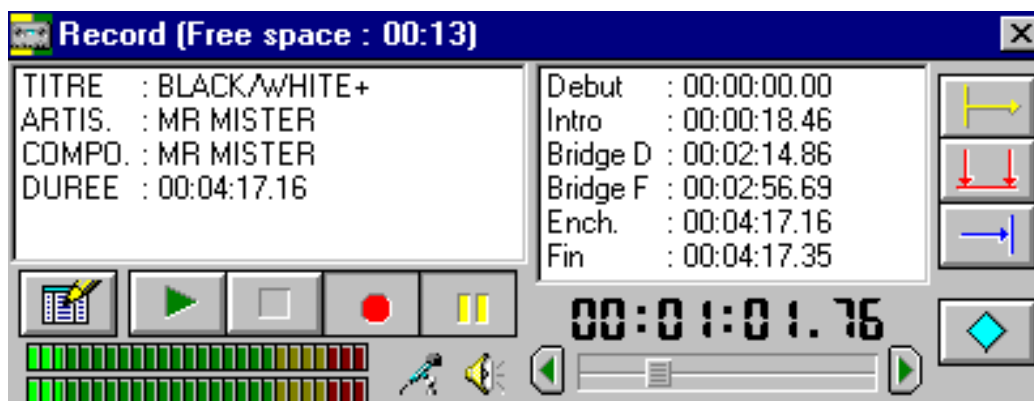 Record (Free space : 00:13)
TITRE : BLACK/WHITE+
ARTIS. : MR MISTER
COMPO. : MR MISTER
DUREE : 00:04:17.16
Debut : 00:00:00.00
Intro : 00:00:18.46
Bridge D : 00:02:14.86
Bridge F : 00:02:56.69
Ench. : 00:04:17.16
Fin : 00:04:17.35
00:01:01.76